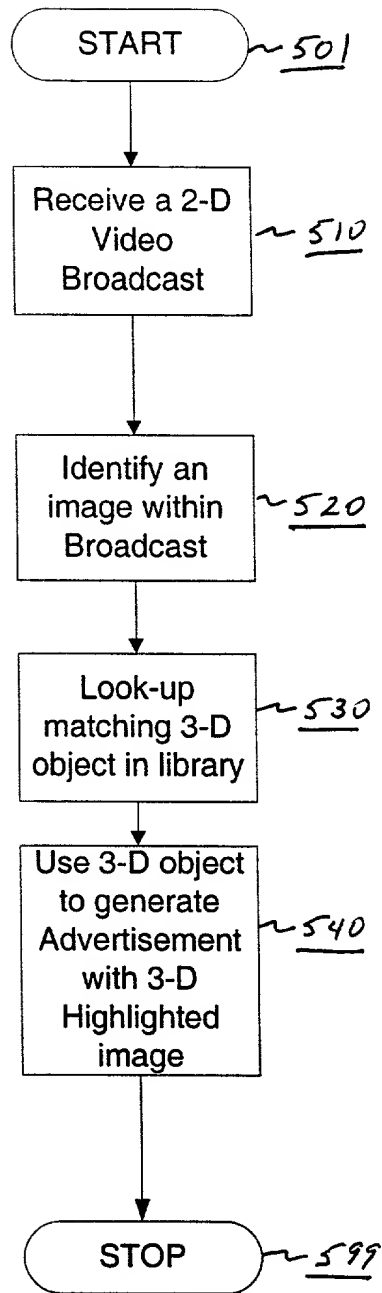 START
501
Receive a 2-D
Video
Broadcast
510
Identify an
image within
Broadcast
520
Look-up
matching 3-D
object in library
530
Use 3-D object
to generate
Advertisement
with 3-D
Highlighted
image
540
STOP
599